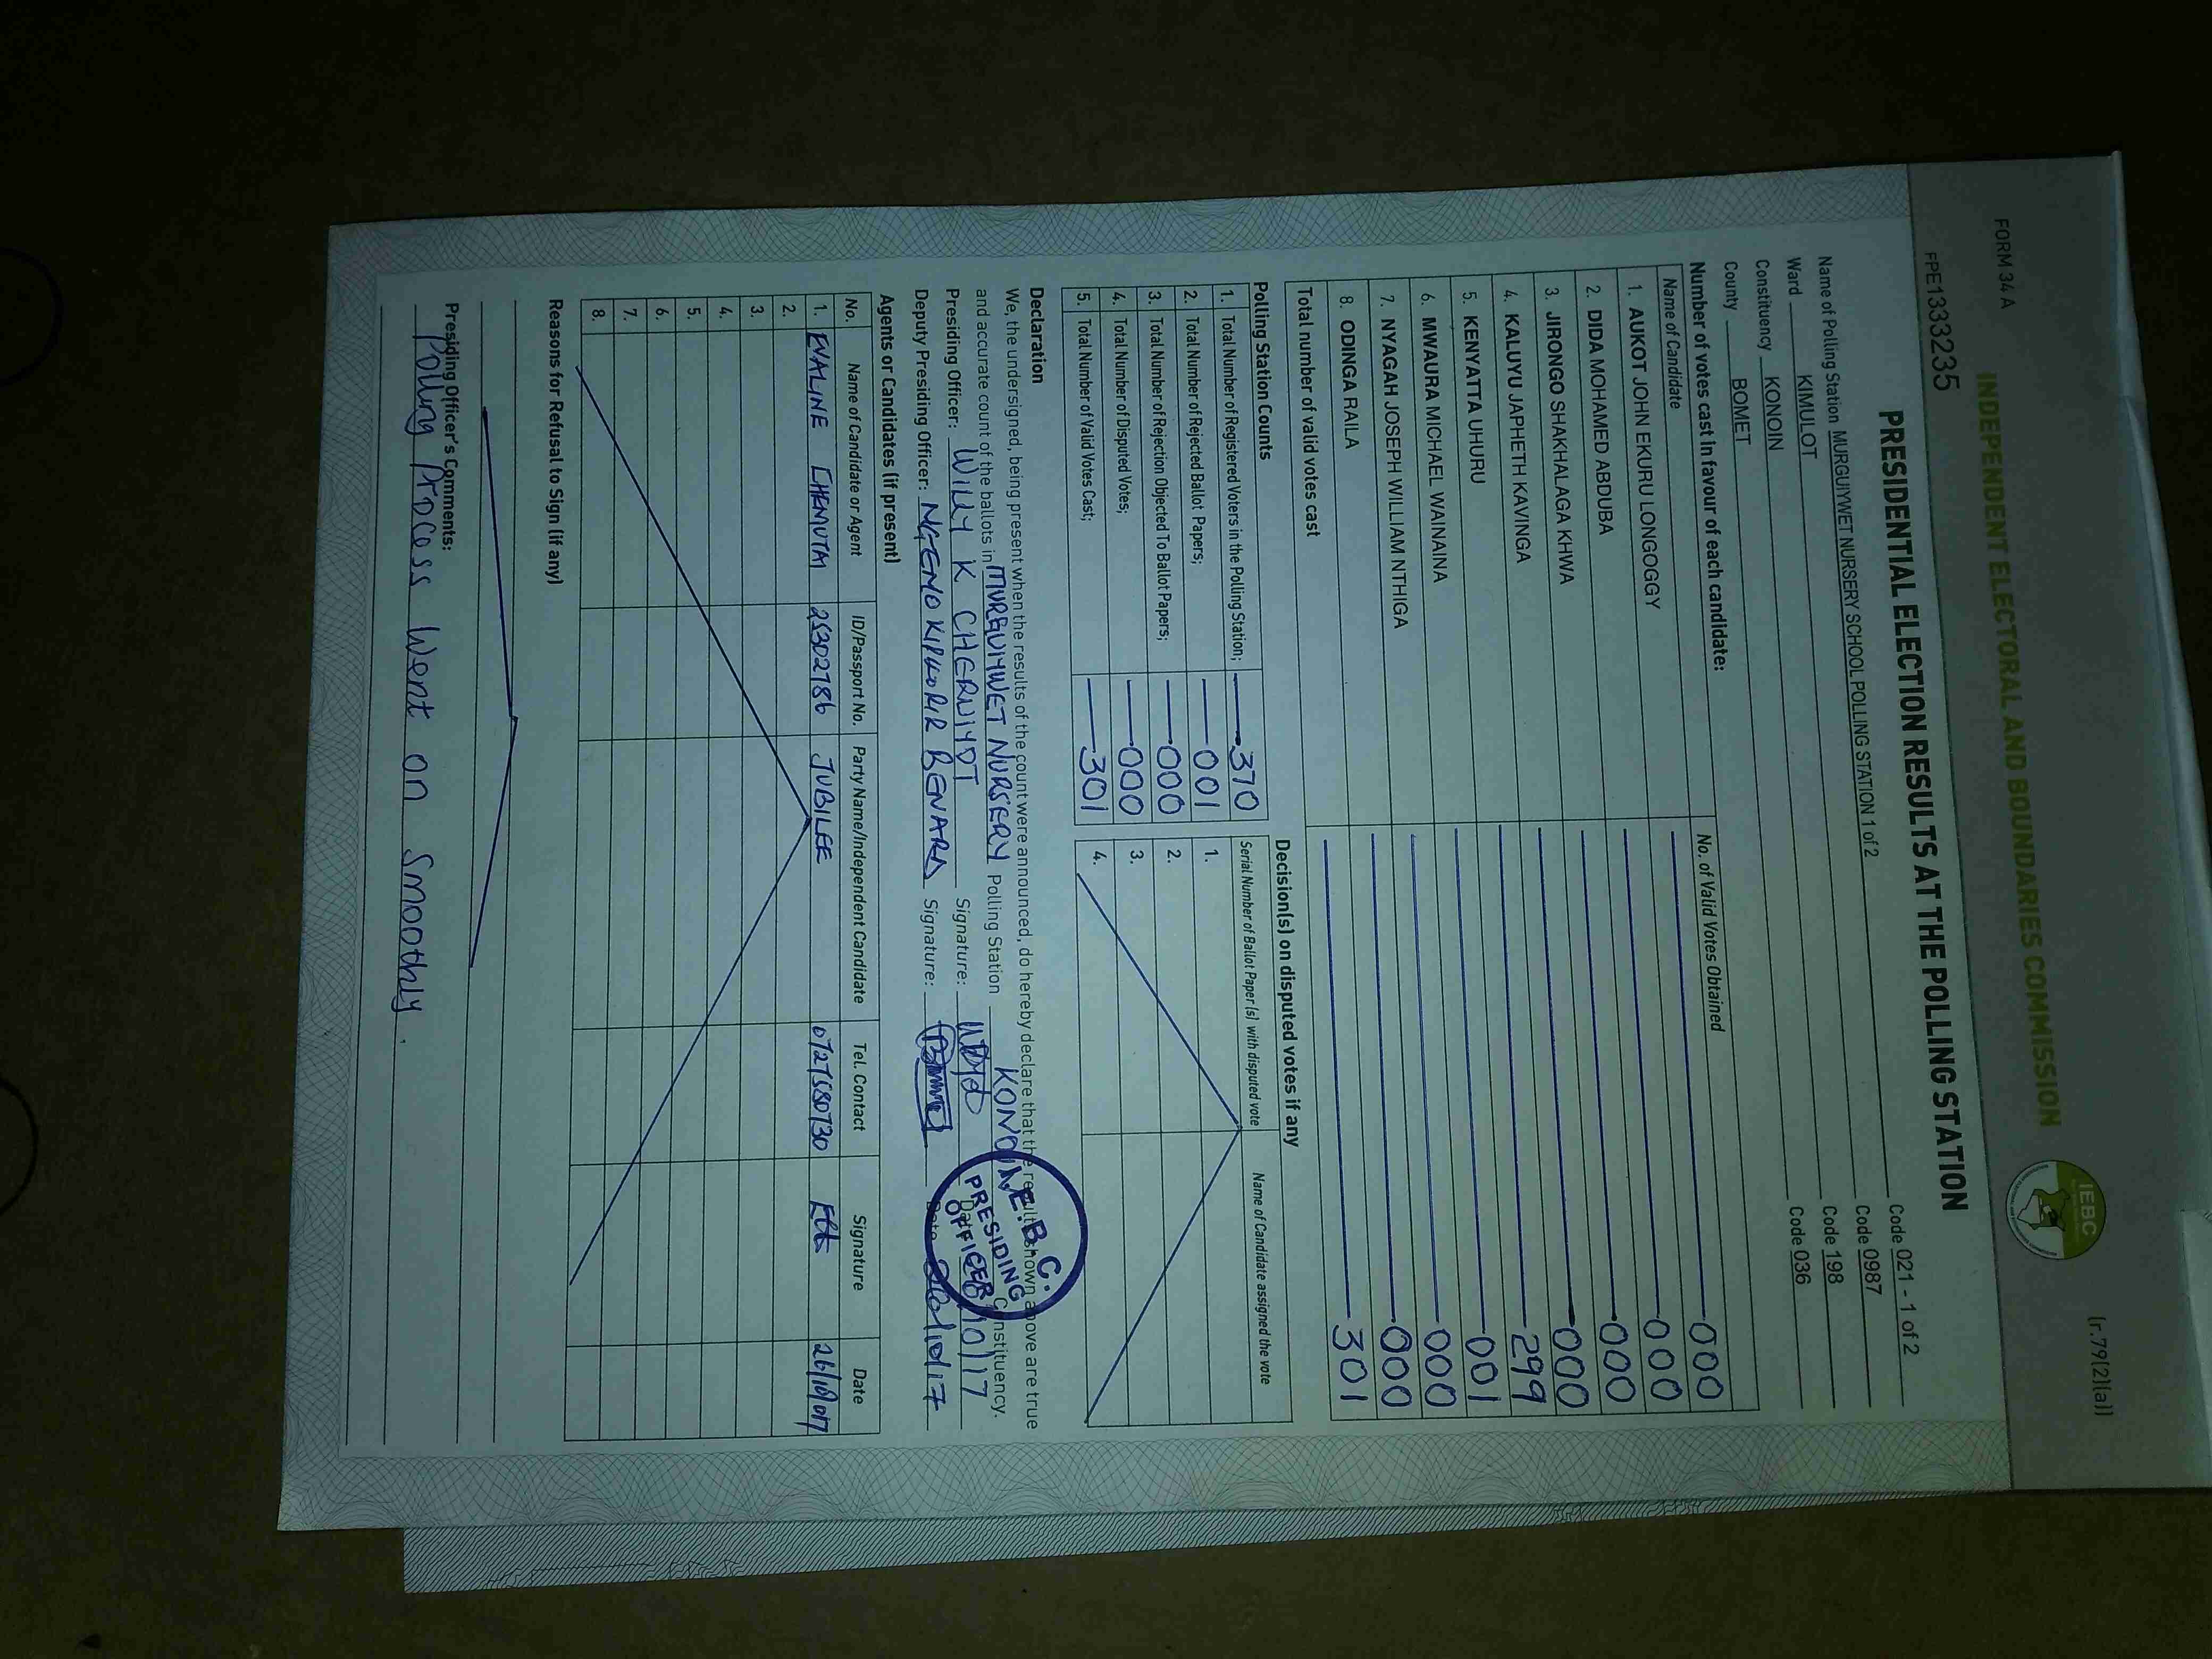 FORM 34 A
(r.79(2)(a))
INDEPENDENT ELECTORAL AND BOUNDARIES COMMISSION
IEBC
FPE1333235
PRESIDENTIAL ELECTION RESULTS AT THE POLLING STATION
Name of Polling Station MURGUIYWET NURSERY SCHOOL POLLING STATION 1 of 2 Code 021 - 1 of 2
Ward KIMULOT Code 0987
Constituency KONOIN Code 198
County BOMET Code 036
Number of votes cast in favour of each candidate:
Name of Candidate No. of Valid Votes Obtained
1. AUKOT JOHN EKURU LONGOGGY 000
2. DIDA MOHAMED ABDUBA 000
3. JIRONGO SHAKHALAGA KHWA 000
4. KALUYU JAPHETH KAVINGA 000
5. KENYATTA UHURU 299
6. MWAURA MICHAEL WAINAINA 001
7. NYAGAH JOSEPH WILLIAM NTHIGA 000
8. ODINGA RAILA 000
Total number of valid votes cast 301
Polling Station Counts
1. Total Number of Registered Voters in the Polling Station; 370
2. Total Number of Rejected Ballot Papers; 001
3. Total Number of Rejection Objected To Ballot Papers; 000
4. Total Number of Disputed Votes; 000
5. Total Number of Valid Votes Cast; 301
Decision(s) on disputed votes if any
Serial Number of Ballot Paper (s) with disputed vote Name of Candidate assigned the vote
1.
2.
3.
4.
Declaration
We, the undersigned, being present when the results of the count were announced, do hereby declare that the results shown above are true
and accurate count of the ballots in MURGUIYWET NURSERY Polling Station KONOIN Constituency.
Presiding Officer: WILLY K CHERUIYOT Signature: Date: /10/17
Deputy Presiding Officer: NGENO KIPKORIR BENARD Signature: Date: /10/17
I.E.B.C.
PRESIDING
OFFICER
Agents or Candidates (if present)
No. Name of Candidate or Agent ID/Passport No. Party Name/Independent Candidate Tel. Contact Signature Date
1. EVALINE CHEMUTAI 25302786 JUBILEE 0727580730 26/10/017
2.
3.
4.
5.
6.
7.
8.
Reasons for Refusal to Sign (if any)
Presiding Officer's Comments:
Polling Process Went on Smoothly.